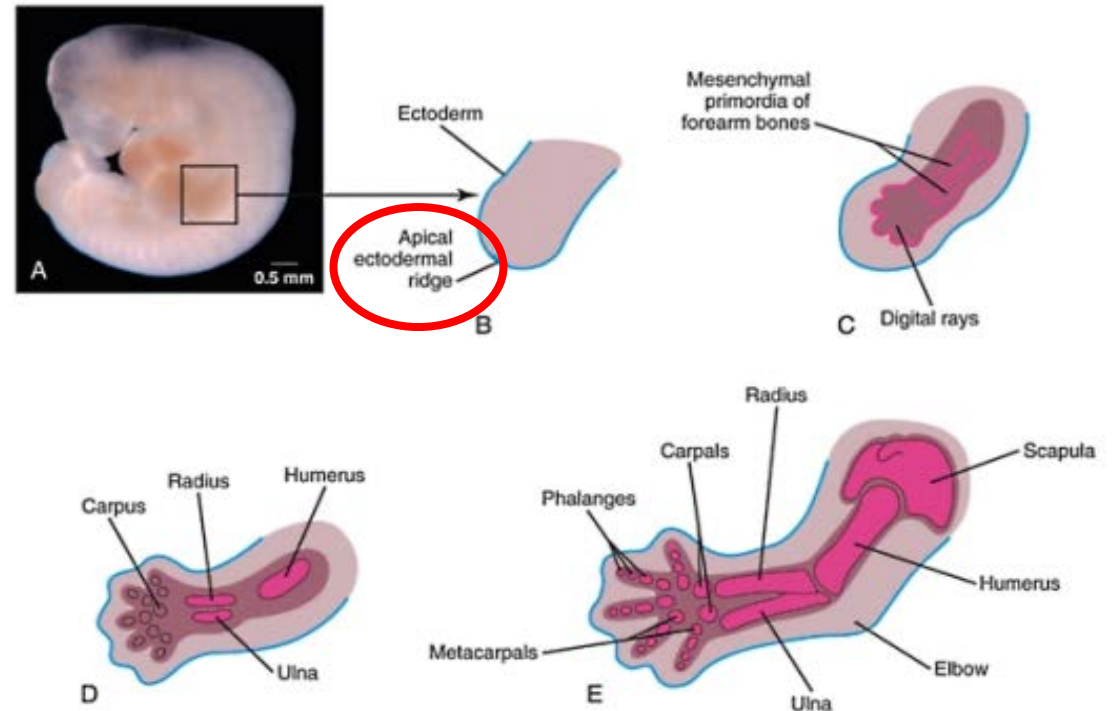 A
0.5 mm
Ectoderm
Apical
ectodermal
ridge
B
Mesenchymal
primordia of
forearm bones
Digital rays
C
Carpus
Radius
Humerus
Ulna
D
Radius
Carpals
Phalanges
Scapula
Humerus
Metacarpals
Elbow
Ulna
E